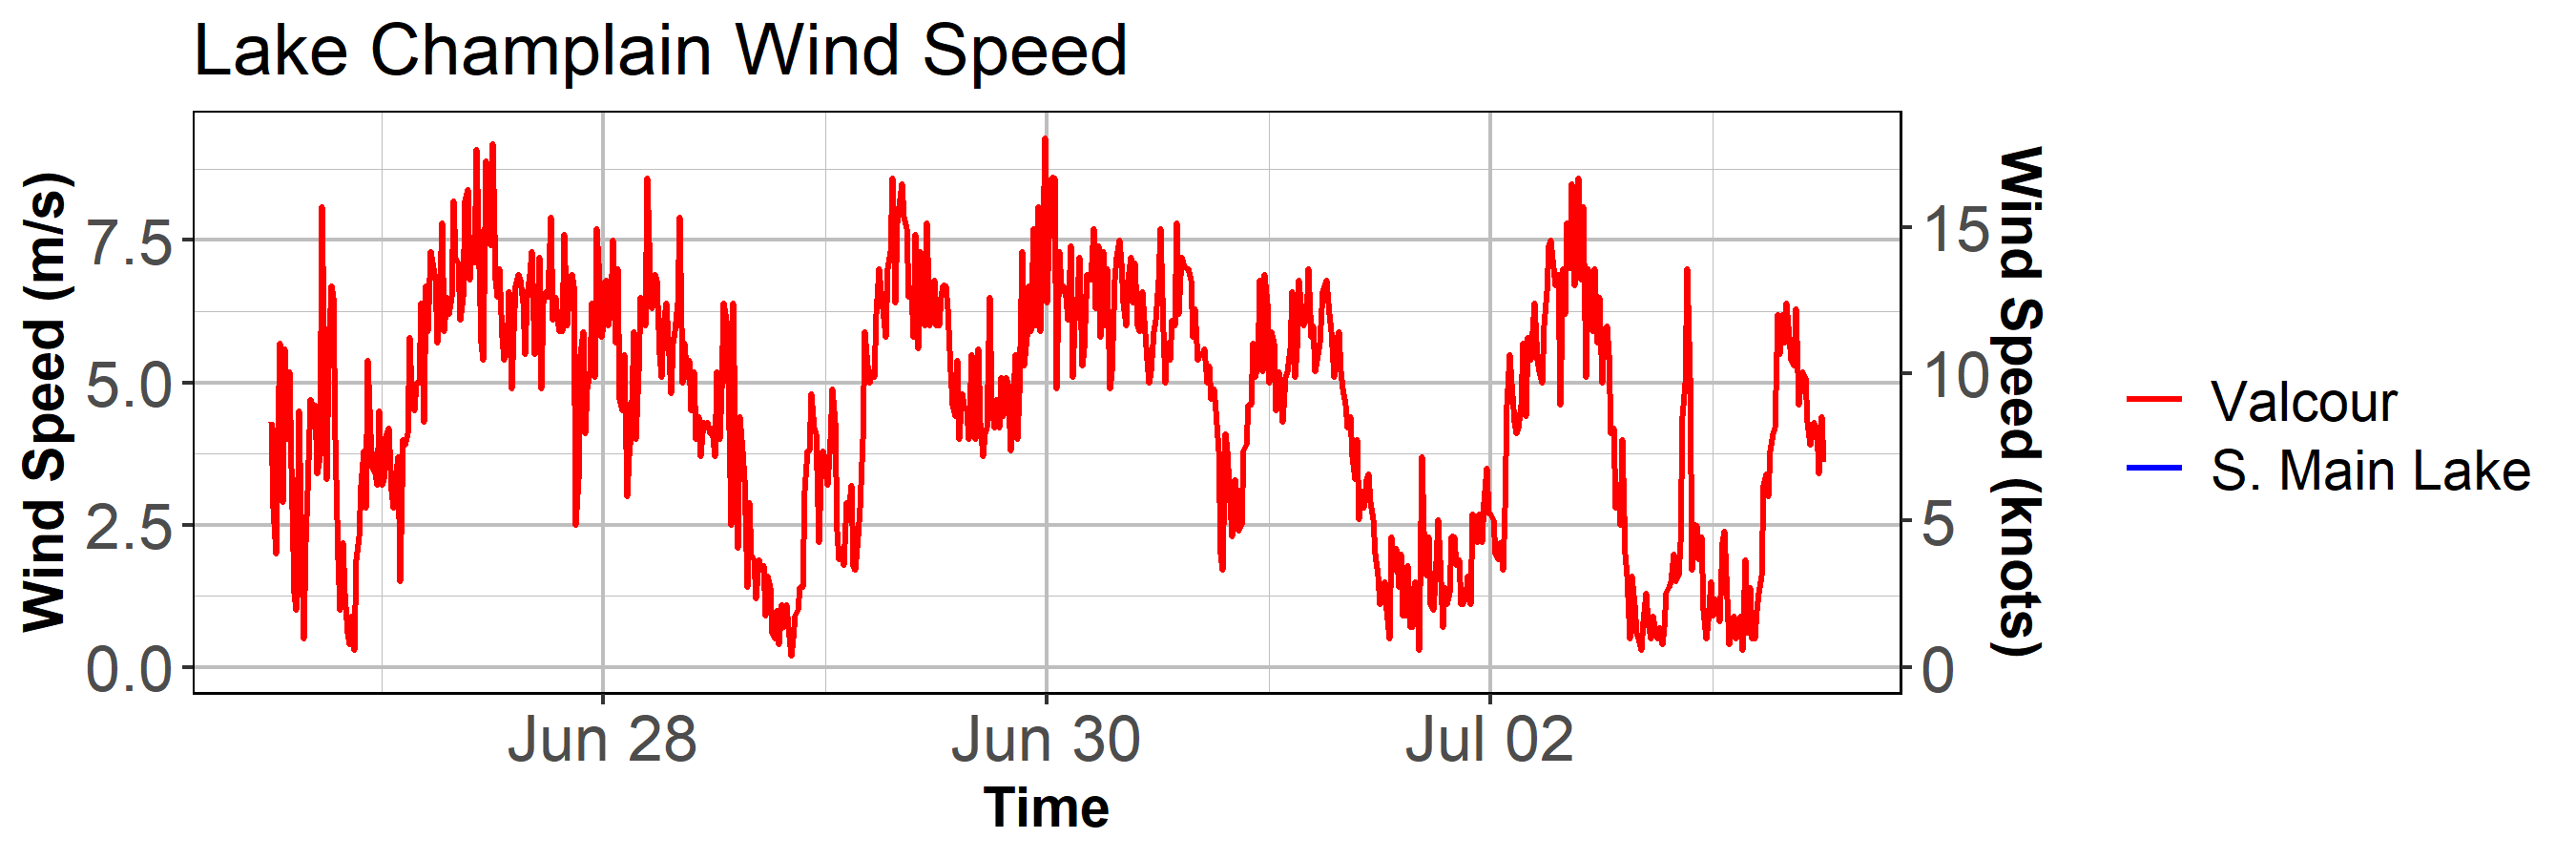 Lake Champlain Wind Speed
Wind Speed (m/s)
7.5
5.0
2.5
0.0
15
10
5
0
Wind Speed (knots)
Jun 28
Jun 30
Jul 02
Time
Valcour
S. Main Lake